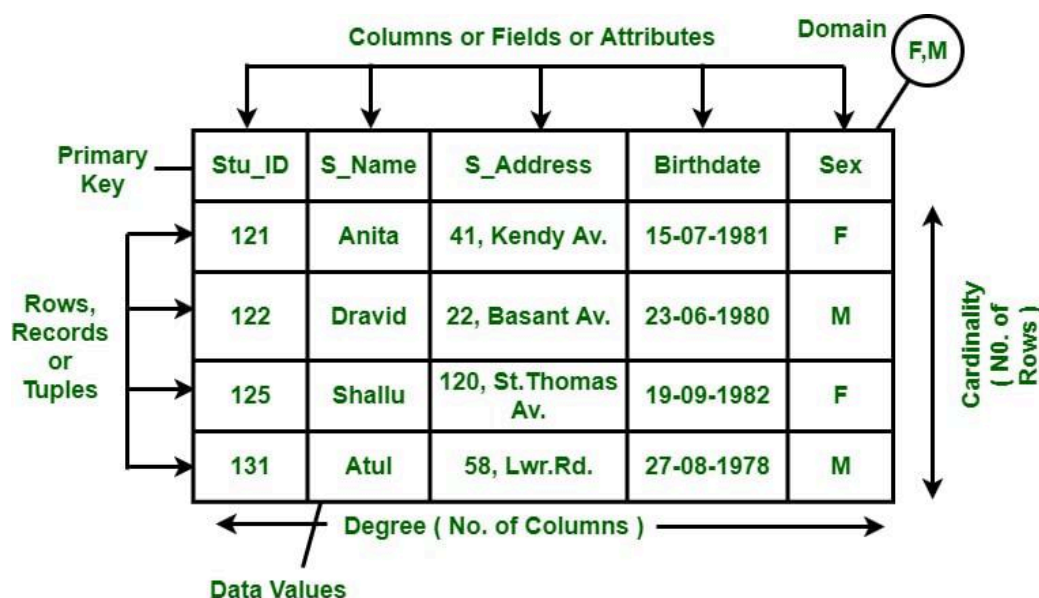 Columns or Fields or Attributes
Domain
F,M
Primary
Key
Stu_ID S_Name S_Address Birthdate Sex
121 Anita 41, Kendy Av. 15-07-1981 F
122 Dravid 22, Basant Av. 23-06-1980 M
125 Shallu 120, St.Thomas
Av. 19-09-1982 F
131 Atul 58, Lwr.Rd. 27-08-1978 M
Rows,
Records
or
Tuples
Cardinality
( N0. of
Rows )
Degree ( No. of Columns )
Data Values